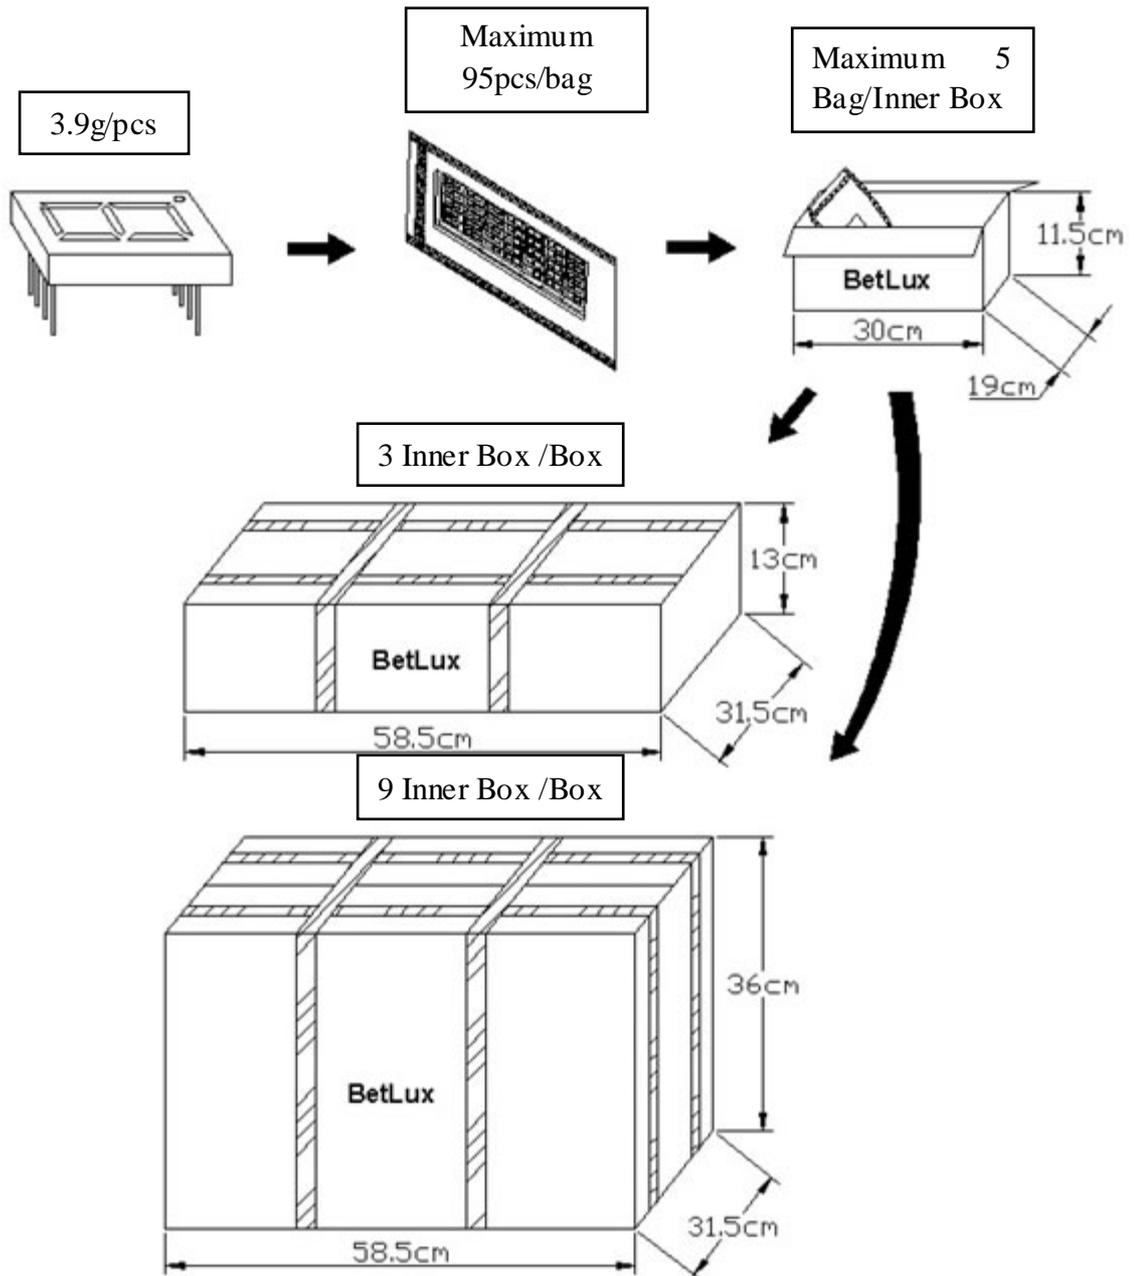 Maximum
95pcs/bag
Maximum 5
Bag/Inner Box
3.9g/pcs
11.5cm
BetLux
30cm
19cm
3 Inner Box /Box
13cm
BetLux
31.5cm
58.5cm
9 Inner Box /Box
36cm
BetLux
31.5cm
58.5cm